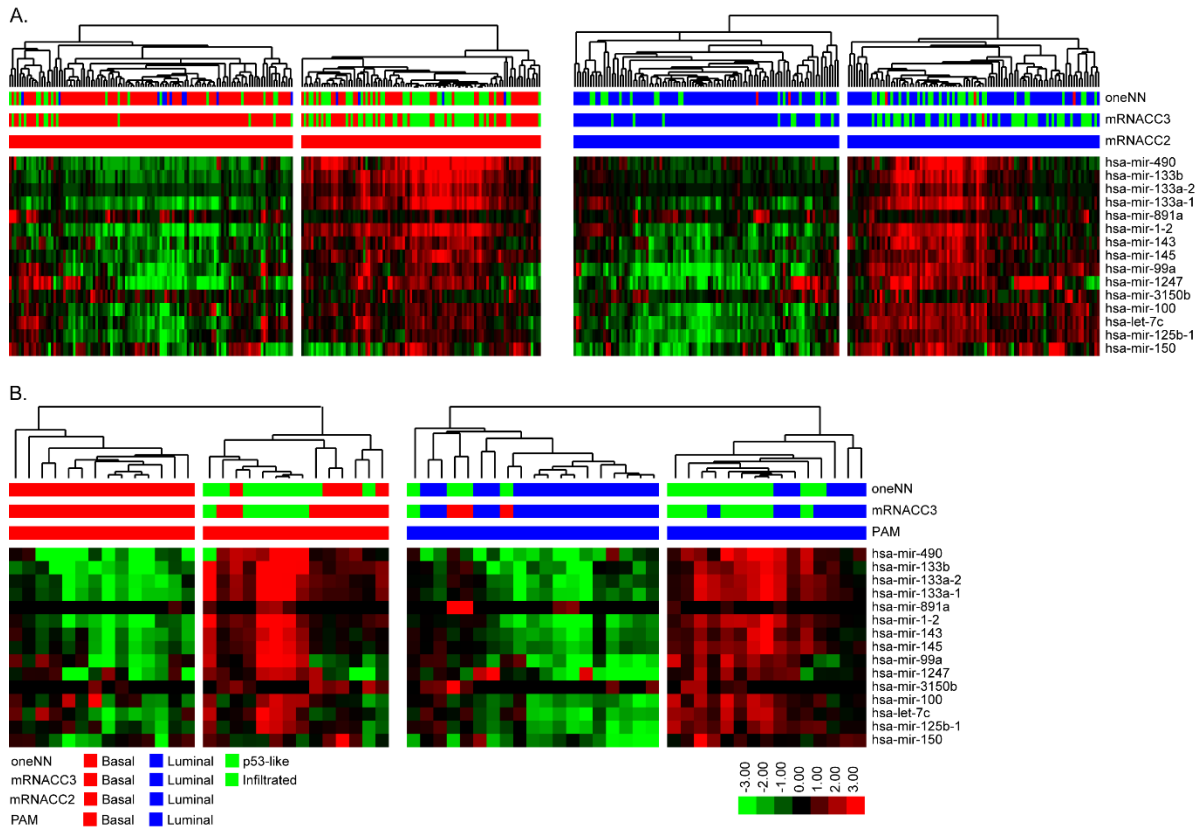 A.
oneNN
mRNACC3
mRNACC2
hsa-mir-490
hsa-mir-133b
hsa-mir-133a-2
hsa-mir-133a-1
hsa-mir-891a
hsa-mir-1-2
hsa-mir-143
hsa-mir-145
hsa-mir-99a
hsa-mir-1247
hsa-mir-3150b
hsa-mir-100
hsa-let-7c
hsa-mir-125b-1
hsa-mir-150
B.
oneNN
mRNACC3
PAM
hsa-mir-490
hsa-mir-133b
hsa-mir-133a-2
hsa-mir-133a-1
hsa-mir-891a
hsa-mir-1-2
hsa-mir-143
hsa-mir-145
hsa-mir-99a
hsa-mir-1247
hsa-mir-3150b
hsa-mir-100
hsa-let-7c
hsa-mir-125b-1
hsa-mir-150
oneNN Basal Luminal p53-like
mRNACC3 Basal Luminal Infiltrated
mRNACC2 Basal Luminal
PAM Basal Luminal
-3.00 -2.00 -1.00 0.00 1.00 2.00 3.00